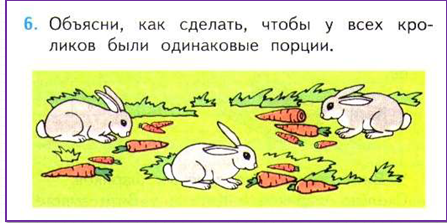 6. Объясни, как сделать, чтобы у всех кро-
ликов были одинаковые порции.